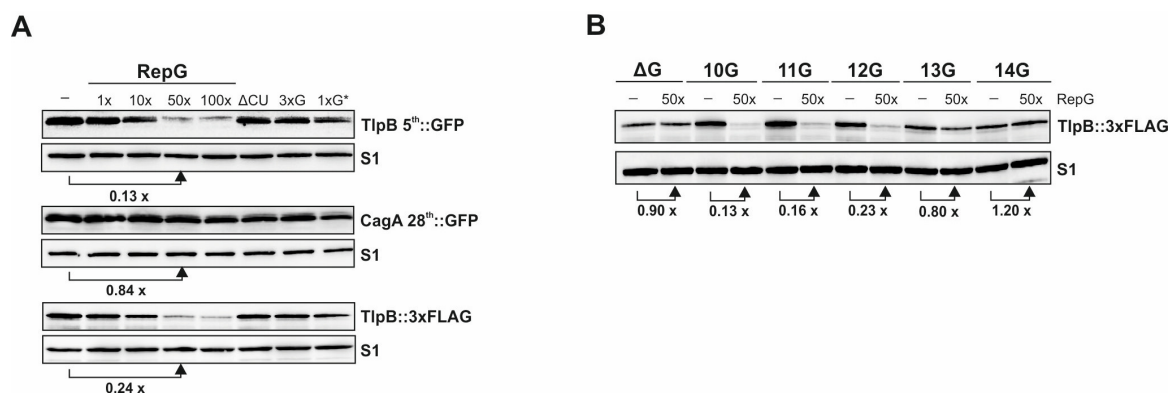 A
RepG
– 1x 10x 50x 100x ΔCU 3xG 1xG*
TlpB 5th::GFP
S1
0.13 x
CagA 28th::GFP
S1
0.84 x
TlpB::3xFLAG
S1
0.24 x
B
ΔG 10G 11G 12G 13G 14G
– 50x – 50x – 50x – 50x – 50x – 50x RepG
TlpB::3xFLAG
S1
0.90 x 0.13 x 0.16 x 0.23 x 0.80 x 1.20 x